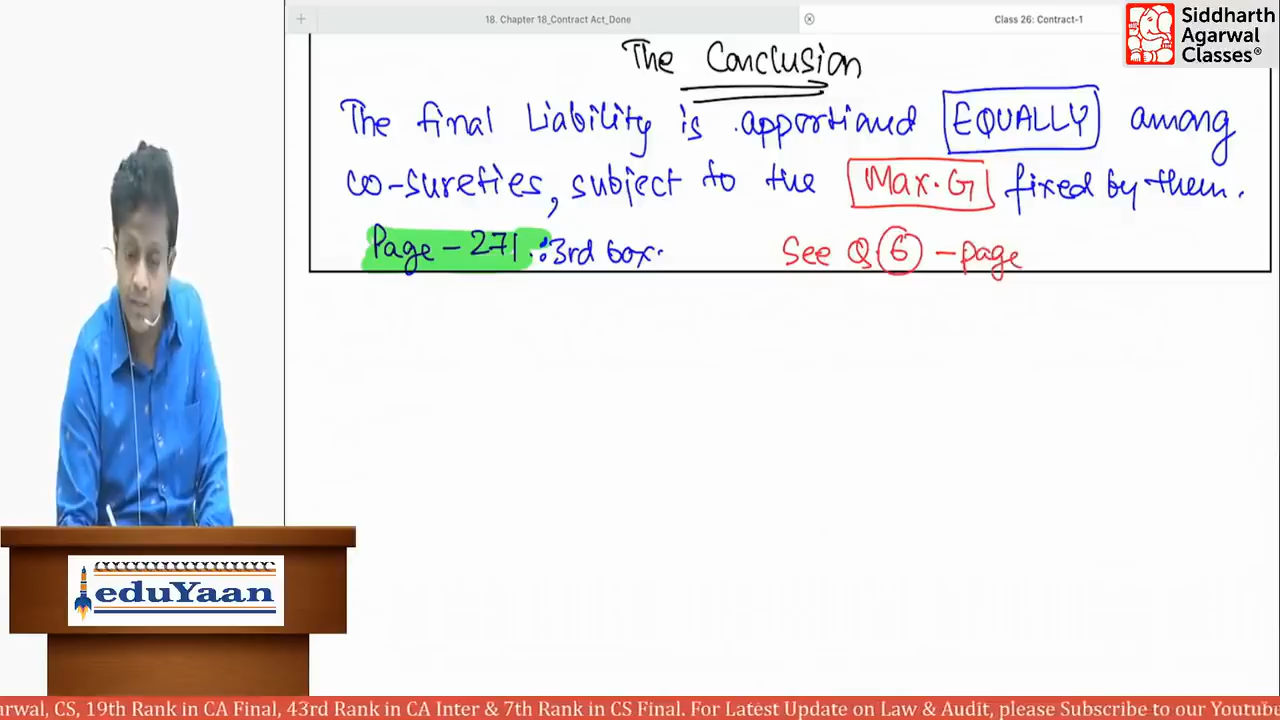 18. Chapter 18_Contract Act_Done
Class 26: Contract-1
Siddharth
Agarwal
Classes®
The Conclusion
The final Liability is apportioned EQUALLY among
co-sureties, subject to the Max. G fixed by them.
Page - 271 : 3rd box.
See Q 6 - page
eduYaan
arwal, CS, 19th Rank in CA Final, 43rd Rank in CA Inter & 7th Rank in CS Final. For Latest Update on Law & Audit, please Subscribe to our Youtube